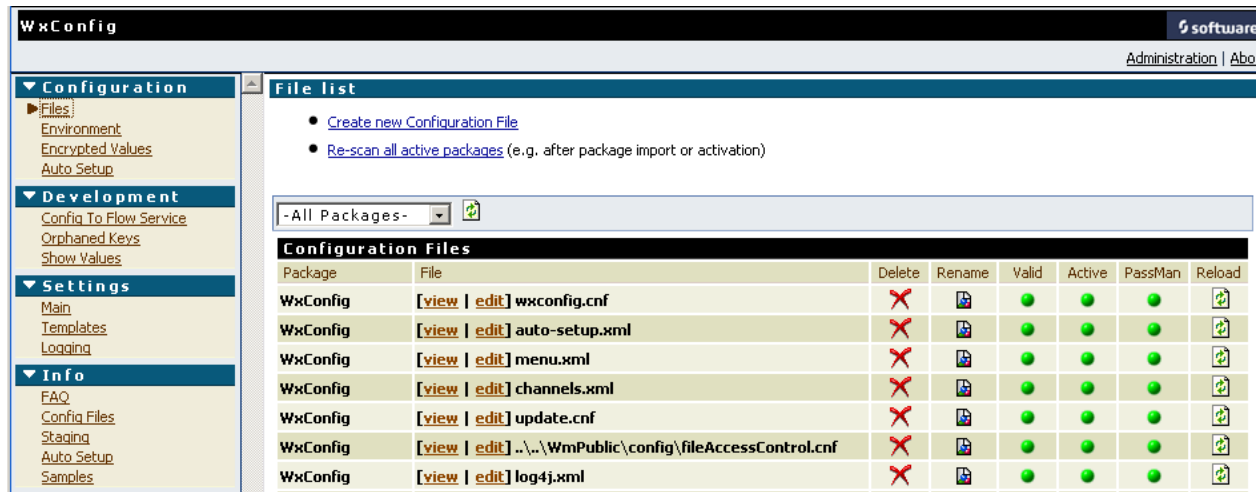 WxConfig
software
Administration | Abo
Configuration
Files
Environment
Encrypted Values
Auto Setup
Development
Config To Flow Service
Orphaned Keys
Show Values
Settings
Main
Templates
Logging
Info
FAQ
Config Files
Staging
Auto Setup
Samples
File list
Create new Configuration File
Re-scan all active packages (e.g. after package import or activation)
-All Packages-
Configuration Files
Package File Delete Rename Valid Active PassMan Reload
WxConfig [view | edit] wxconfig.cnf
WxConfig [view | edit] auto-setup.xml
WxConfig [view | edit] menu.xml
WxConfig [view | edit] channels.xml
WxConfig [view | edit] update.cnf
WxConfig [view | edit] ..\..\WmPublic\config\fileAccessControl.cnf
WxConfig [view | edit] log4j.xml